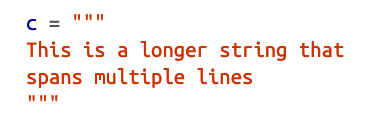 c = """
This is a longer string that
spans multiple lines
"""